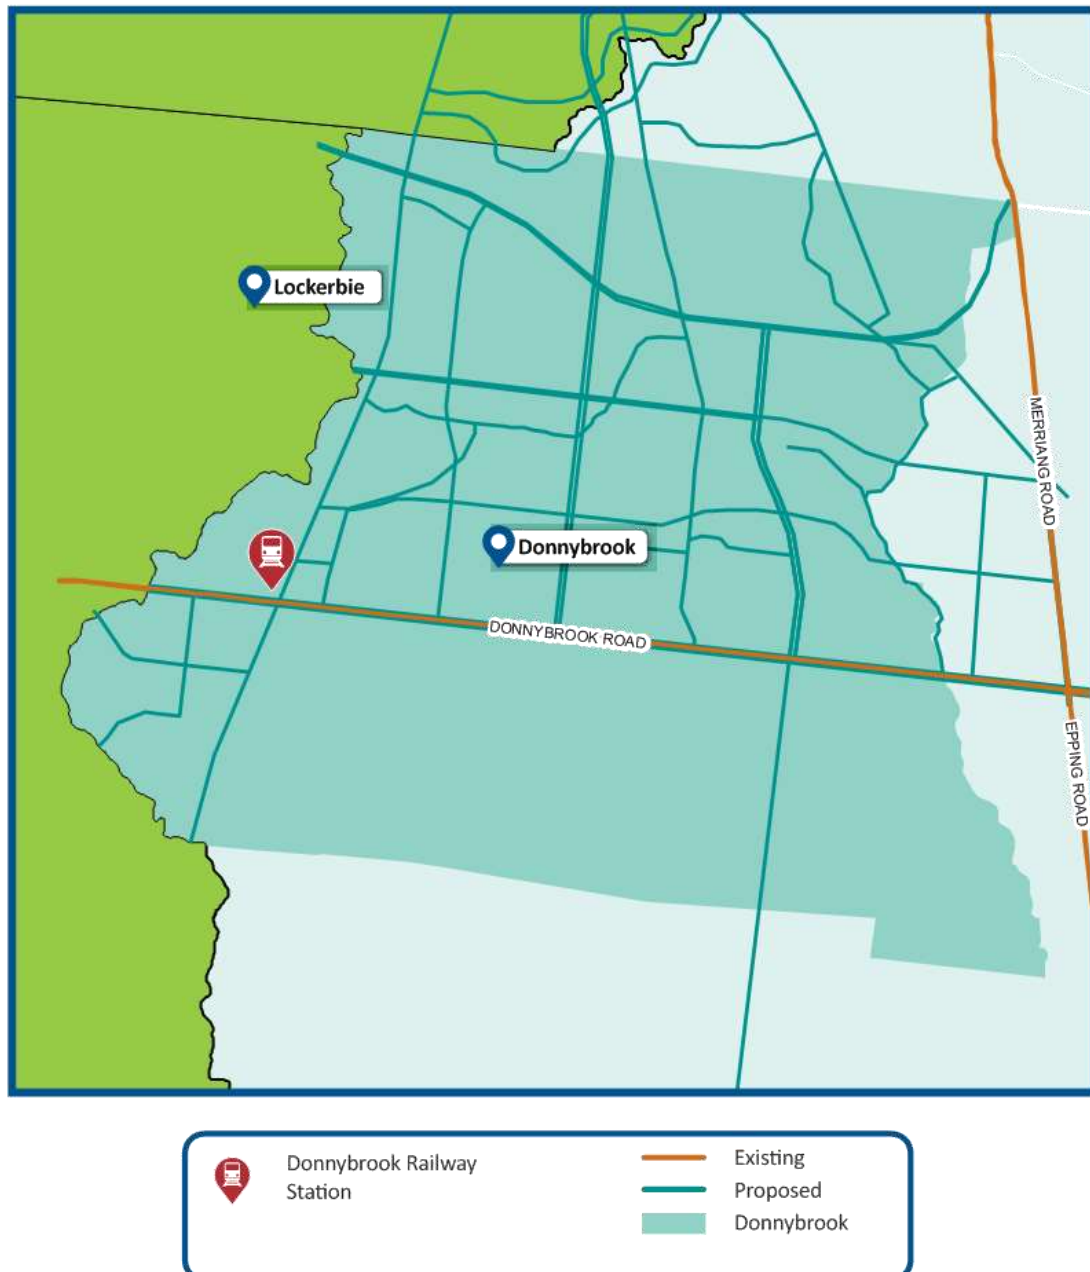 Lockerbie
MERRIANG ROAD
Donnybrook
DONNYBROOK ROAD
EPPING ROAD
Donnybrook Railway
Station
Existing
Proposed
Donnybrook